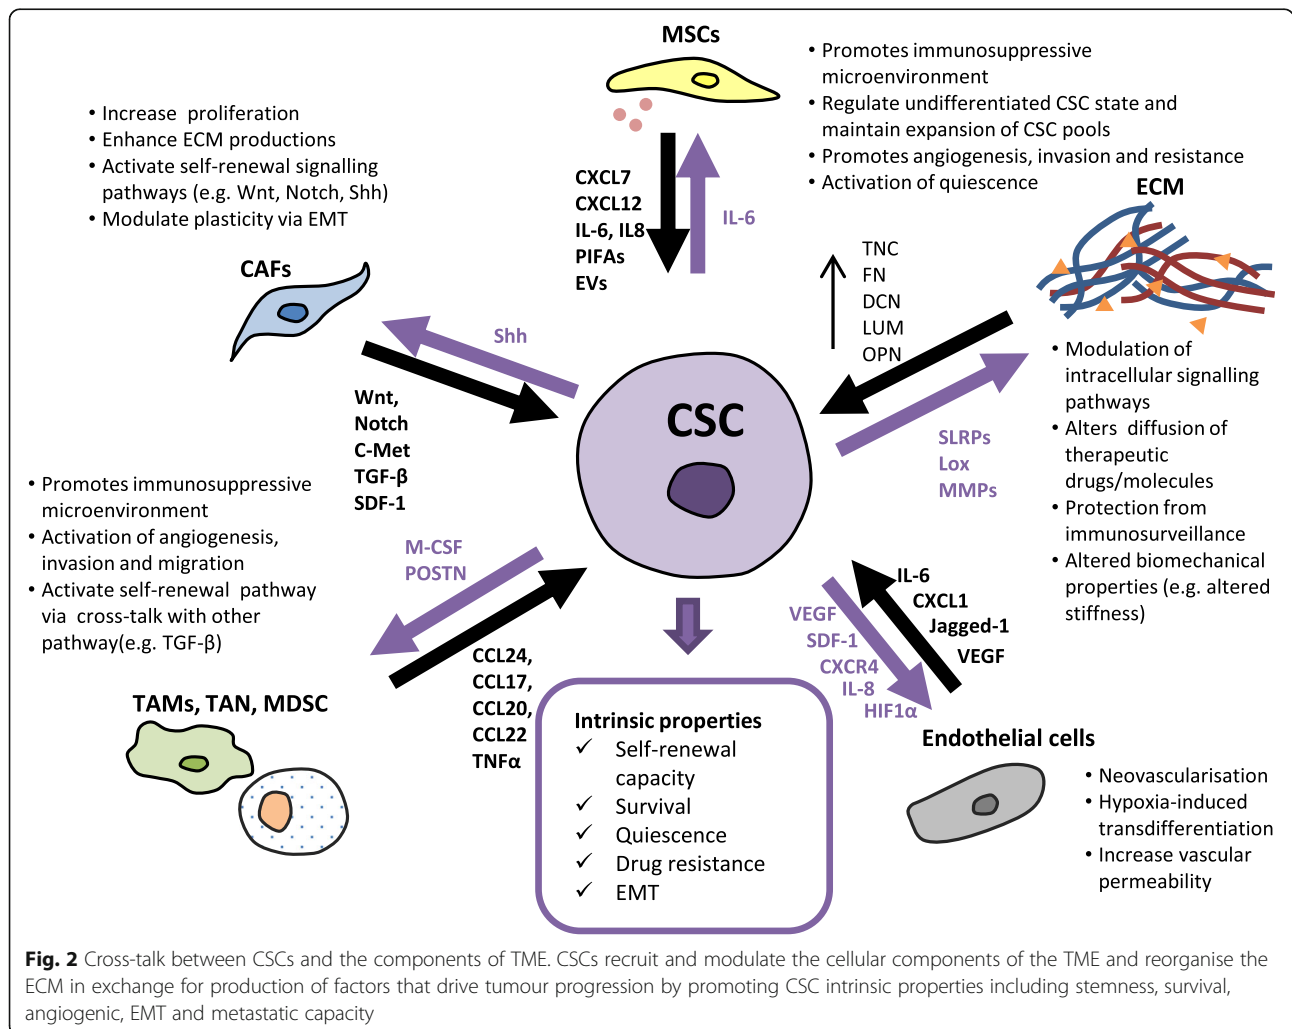 MSCs
• Promotes immunosuppressive
microenvironment
• Regulate undifferentiated CSC state and
maintain expansion of CSC pools
• Promotes angiogenesis, invasion and resistance
• Activation of quiescence
• Increase proliferation
• Enhance ECM productions
• Activate self-renewal signalling
pathways (e.g. Wnt, Notch, Shh)
• Modulate plasticity via EMT
CXCL7
CXCL12
IL-6, IL8
PIFAs
EVs
IL-6
ECM
TNC
FN
DCN
LUM
OPN
CAFs
Shh
Wnt,
Notch
C-Met
TGF-β
SDF-1
CSC
SLRPs
Lox
MMPs
• Modulation of
intracellular signalling
pathways
• Alters diffusion of
therapeutic
drugs/molecules
• Protection from
immunosurveillance
• Altered biomechanical
properties (e.g. altered
stiffness)
• Promotes immunosuppressive
microenvironment
• Activation of angiogenesis,
invasion and migration
• Activate self-renewal pathway
via cross-talk with other
pathway(e.g. TGF-β)
M-CSF
POSTN
CCL24,
CCL17,
CCL20,
CCL22
TNFα
TAMs, TAN, MDSC
IL-6
CXCL1
Jagged-1
VEGF
VEGF
SDF-1
CXCR4
IL-8
HIF1α
Endothelial cells
• Neovascularisation
• Hypoxia-induced
transdifferentiation
• Increase vascular
permeability
Intrinsic properties
✓ Self-renewal
capacity
✓ Survival
✓ Quiescence
✓ Drug resistance
✓ EMT
Fig. 2 Cross-talk between CSCs and the components of TME. CSCs recruit and modulate the cellular components of the TME and reorganise the
ECM in exchange for production of factors that drive tumour progression by promoting CSC intrinsic properties including stemness, survival,
angiogenic, EMT and metastatic capacity